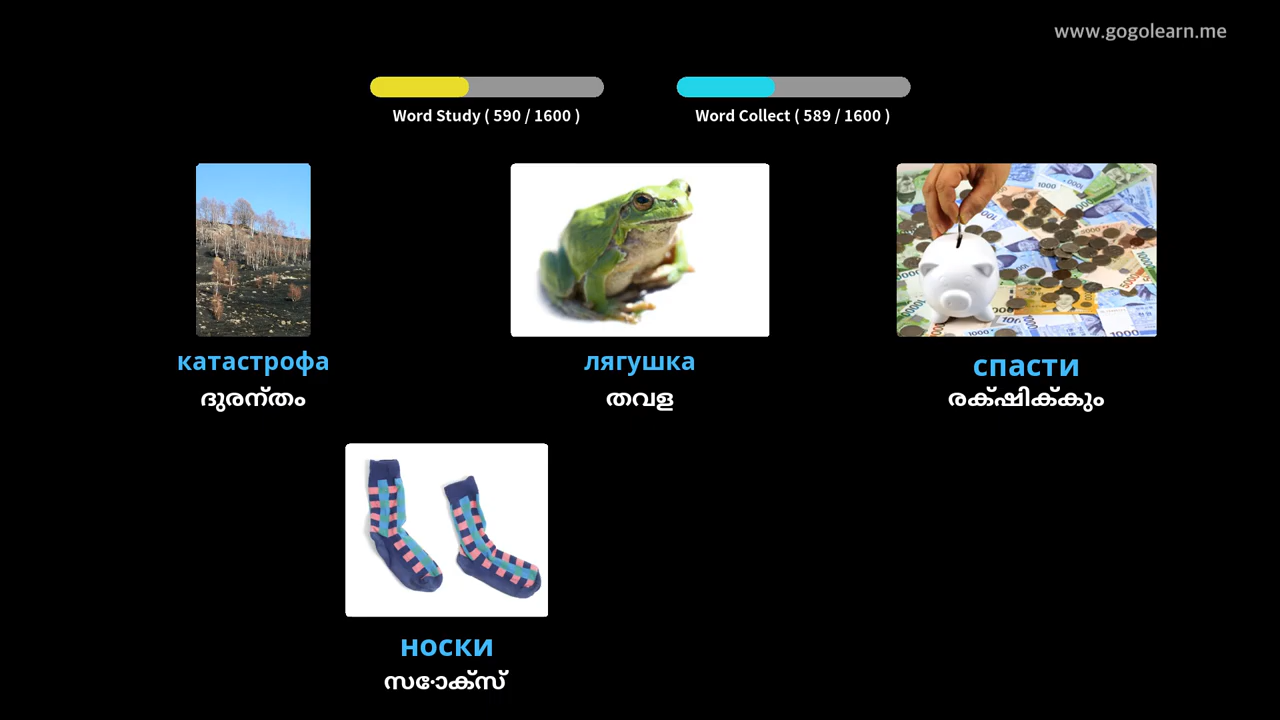 www.gogolearn.me
Word Study ( 590 / 1600 )
Word Collect ( 589 / 1600 )
катастрофа
ദുരന്തം
лягушка
തവള
спасти
രക്ഷിക്കും
носки
സോക്സ്